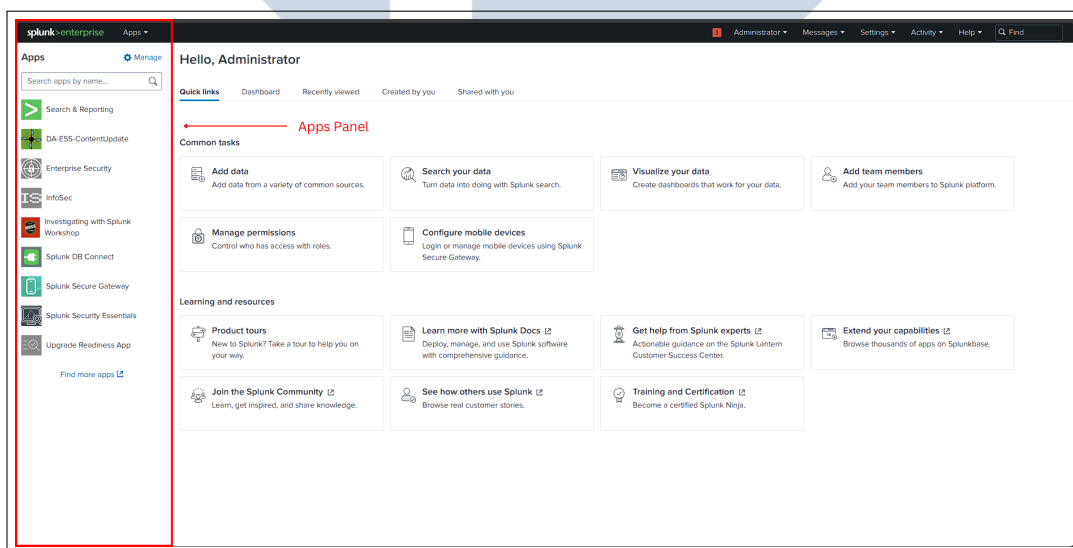 splunk>enterprise Apps
! Administrator Messages Settings Activity Help Find
Apps Manage
Search apps by name...
Search & Reporting
DA-ESS-ContentUpdate
Enterprise Security
IS InfoSec
Investigating with Splunk
Workshop
Splunk DB Connect
Splunk Secure Gateway
Splunk Security Essentials
Upgrade Readiness App
Find more apps
Hello, Administrator
Quick links Dashboard Recently viewed Created by you Shared with you
Apps Panel
Common tasks
Add data
Add data from a variety of common sources.
Search your data
Turn data into doing with Splunk search.
Visualize your data
Create dashboards that work for your data.
Add team members
Add your team members to Splunk platform.
Manage permissions
Control who has access with roles.
Configure mobile devices
Login or manage mobile devices using Splunk
Secure Gateway.
Learning and resources
Product tours
New to Splunk? Take a tour to help you on
your way.
Learn more with Splunk Docs
Deploy, manage, and use Splunk software
with comprehensive guidance.
Get help from Splunk experts
Actionable guidance on the Splunk Lantern
Customer Success Center.
Extend your capabilities
Browse thousands of apps on Splunkbase.
Join the Splunk Community
Learn, get inspired, and share knowledge.
See how others use Splunk
Browse real customer stories.
Training and Certification
Become a certified Splunk Ninja.